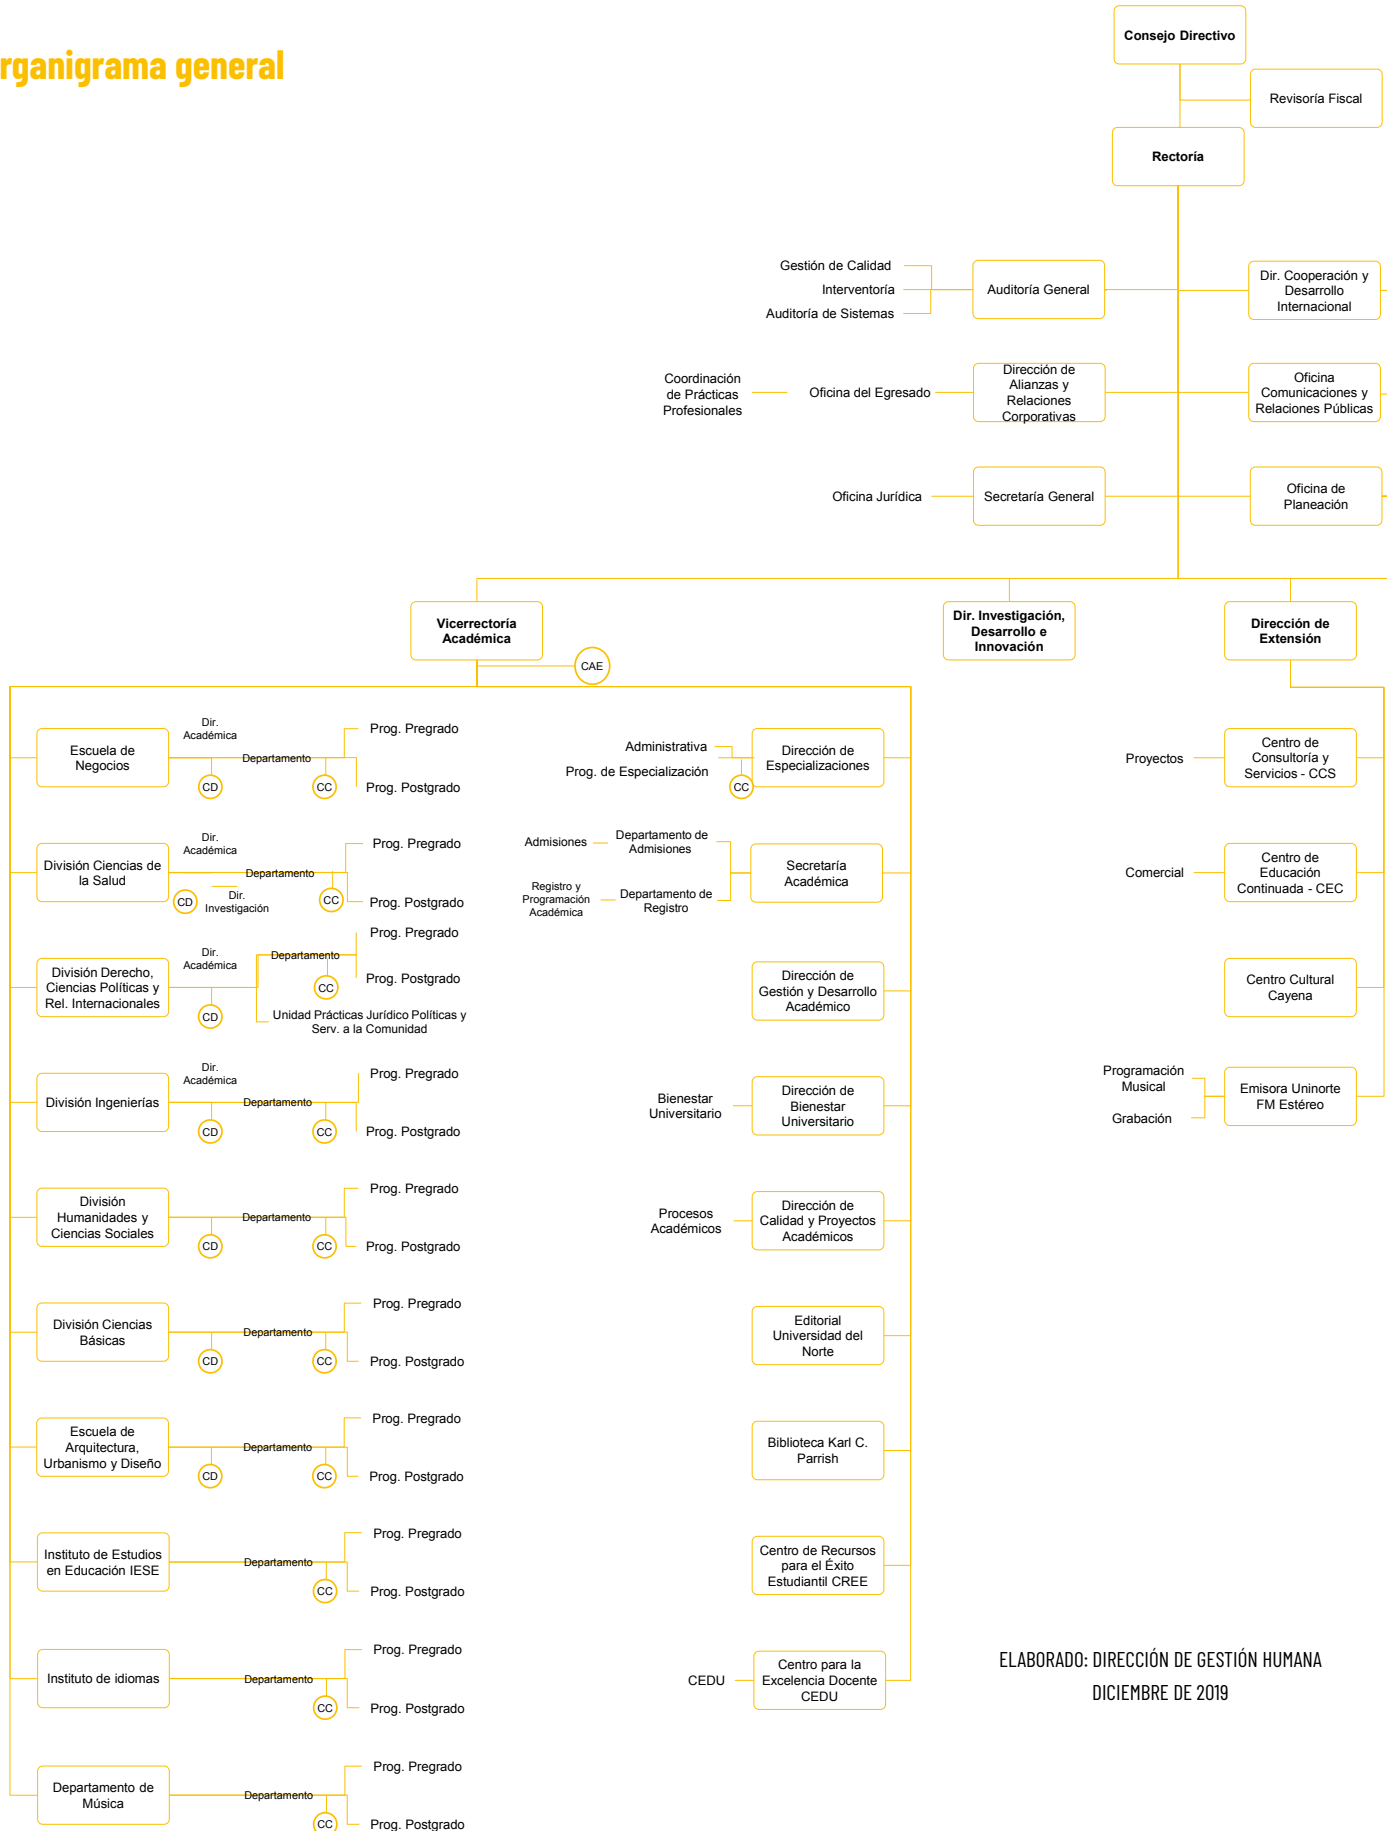 rganigrama general
Consejo Directivo
Revisoría Fiscal
Rectoría
Gestión de Calidad
Interventoría
Auditoría de Sistemas
Auditoría General
Dir. Cooperación y
Desarrollo
Internacional
Coordinación
de Prácticas
Profesionales
Oficina del Egresado
Dirección de
Alianzas y
Relaciones
Corporativas
Oficina
Comunicaciones y
Relaciones Públicas
Oficina Jurídica
Secretaría General
Oficina de
Planeación
Vicerrectoría
Académica
CAE
Dir. Investigación,
Desarrollo e
Innovación
Dirección de
Extensión
Escuela de
Negocios
Dir.
Académica
CD
Departamento
CC
Prog. Pregrado
Prog. Postgrado
División Ciencias de
la Salud
Dir.
Académica
CD
Dir.
Investigación
Departamento
CC
Prog. Pregrado
Prog. Postgrado
División Derecho,
Ciencias Políticas y
Rel. Internacionales
Dir.
Académica
CD
Departamento
CC
Prog. Pregrado
Prog. Postgrado
Unidad Prácticas Jurídico Políticas y
Serv. a la Comunidad
División Ingenierías
Dir.
Académica
CD
Departamento
CC
Prog. Pregrado
Prog. Postgrado
División
Humanidades y
Ciencias Sociales
CD
Departamento
CC
Prog. Pregrado
Prog. Postgrado
División Ciencias
Básicas
CD
Departamento
CC
Prog. Pregrado
Prog. Postgrado
Escuela de
Arquitectura,
Urbanismo y Diseño
CD
Departamento
CC
Prog. Pregrado
Prog. Postgrado
Instituto de Estudios
en Educación IESE
Departamento
CC
Prog. Pregrado
Prog. Postgrado
Instituto de idiomas
Departamento
CC
Prog. Pregrado
Prog. Postgrado
Departamento de
Música
Departamento
CC
Prog. Pregrado
Prog. Postgrado
Administrativa
Prog. de Especialización
CC
Dirección de
Especializaciones
Admisiones
Departamento de
Admisiones
Registro y
Programación
Académica
Departamento de
Registro
Secretaría
Académica
Dirección de
Gestión y Desarrollo
Académico
Bienestar
Universitario
Dirección de
Bienestar
Universitario
Procesos
Académicos
Dirección de
Calidad y Proyectos
Académicos
Editorial
Universidad del
Norte
Biblioteca Karl C.
Parrish
Centro de Recursos
para el Éxito
Estudiantil CREE
CEDU
Centro para la
Excelencia Docente
CEDU
Proyectos
Centro de
Consultoría y
Servicios - CCS
Comercial
Centro de
Educación
Continuada - CEC
Centro Cultural
Cayena
Programación
Musical
Grabación
Emisora Uninorte
FM Estéreo
ELABORADO: DIRECCIÓN DE GESTIÓN HUMANA
DICIEMBRE DE 2019